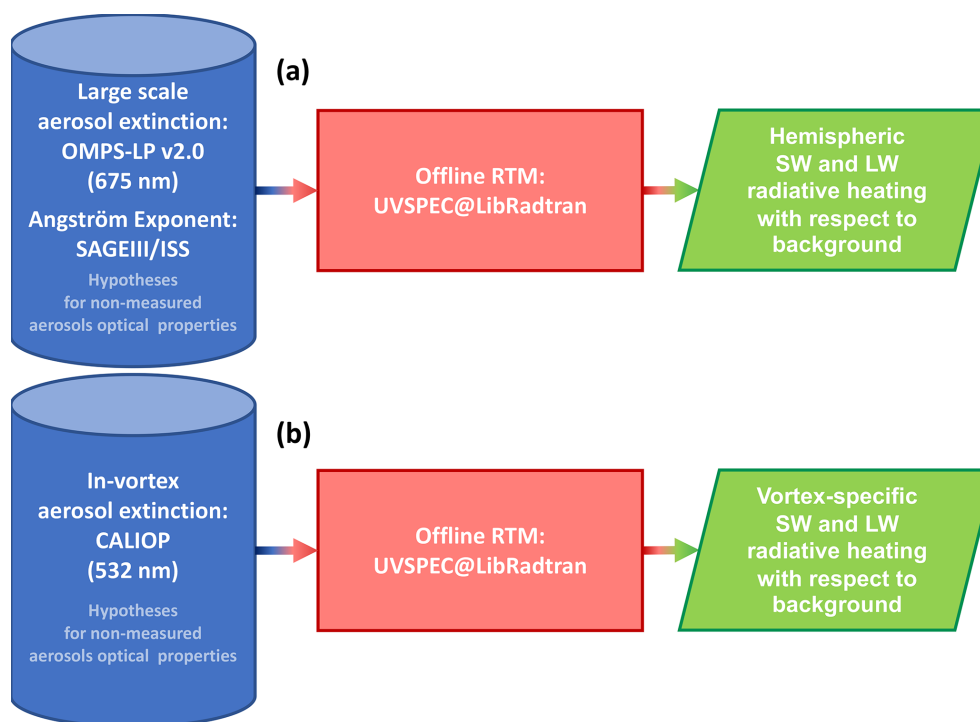 (a)
Large scale
aerosol extinction:
OMPS-LP v2.0
(675 nm)
Angström Exponent:
SAGEIII/ISS
Hypotheses
for non-measured
aerosols optical properties
Offline RTM:
UVSPEC@LibRadtran
Hemispheric
SW and LW
radiative heating
with respect to
background
(b)
In-vortex
aerosol extinction:
CALIOP
(532 nm)
Hypotheses
for non-measured
aerosols optical properties
Offline RTM:
UVSPEC@LibRadtran
Vortex-specific
SW and LW
radiative heating
with respect to
background